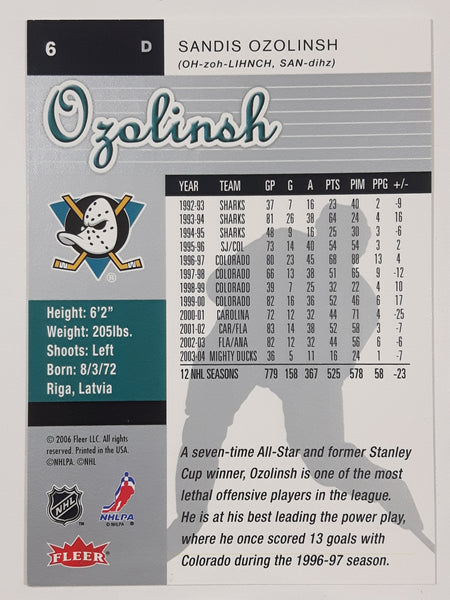 6 D SANDIS OZOLINSH
(OH-zoh-LIHNCH, SAN-dihz)
Ozolinsh
YEAR TEAM GP G A PTS PIM PPG +/-
1992-93 SHARKS 37 7 16 23 40 2 -9
1993-94 SHARKS 81 26 38 64 24 4 16
1994-95 SHARKS 48 9 16 25 30 3 -6
1995-96 SJ/COL 73 14 40 54 54 3 2
1996-97 COLORADO 80 23 45 68 88 13 4
1997-98 COLORADO 66 13 38 51 65 9 -12
1998-99 COLORADO 39 7 25 32 22 4 10
1999-00 COLORADO 82 16 36 52 46 6 17
2000-01 CAROLINA 72 12 32 44 71 4 -25
2001-02 CAR/FLA 83 14 38 52 58 3 -7
2002-03 FLA/ANA 82 12 32 44 56 6 -6
2003-04 MIGHTY DUCKS 36 5 11 16 24 1 -7
12 NHL SEASONS 779 158 367 525 578 58 -23
Height: 6'2"
Weight: 205lbs.
Shoots: Left
Born: 8/3/72
Riga, Latvia
© 2006 Fleer LLC. All rights
reserved. Printed in the USA.
©NHLPA. ©NHL
NHL
NHLPA
© NHLPA
FLEER
A seven-time All-Star and former Stanley
Cup winner, Ozolinsh is one of the most
lethal offensive players in the league.
He is at his best leading the power play,
where he once scored 13 goals with
Colorado during the 1996-97 season.